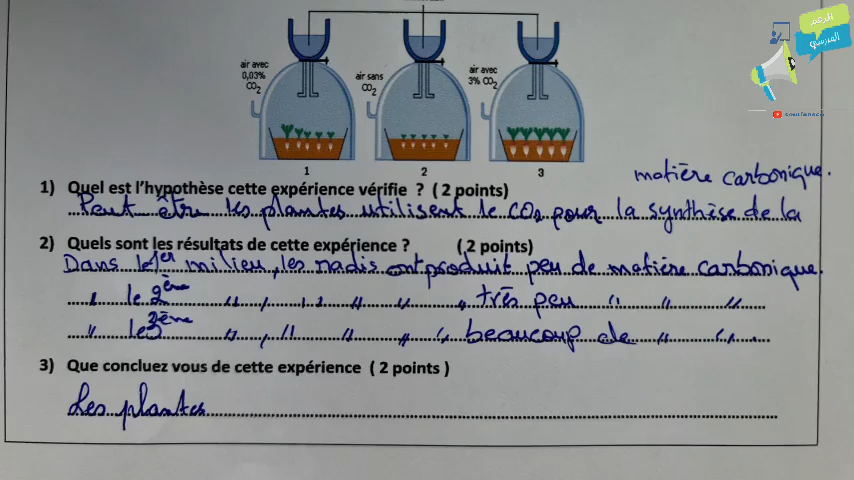 الدعم
المدرسي
air avec
0,03%
CO2
air sans
CO2
air avec
3% CO2
1
2
3
matière carbonique.
1) Quel est l'hypothèse cette expérience vérifie ? ( 2 points)
Peut être les plantes utilisent le CO2 pour la synthèse de la
2) Quels sont les résultats de cette expérience ? ( 2 points)
Dans le 1er milieu, les radis ont produit peu de matière carbonique.
" le 2ème " , " " " " très peu " " "
" le 3ème " , " " " " beaucoup de " " " .
3) Que concluez vous de cette expérience ( 2 points )
Les plantes